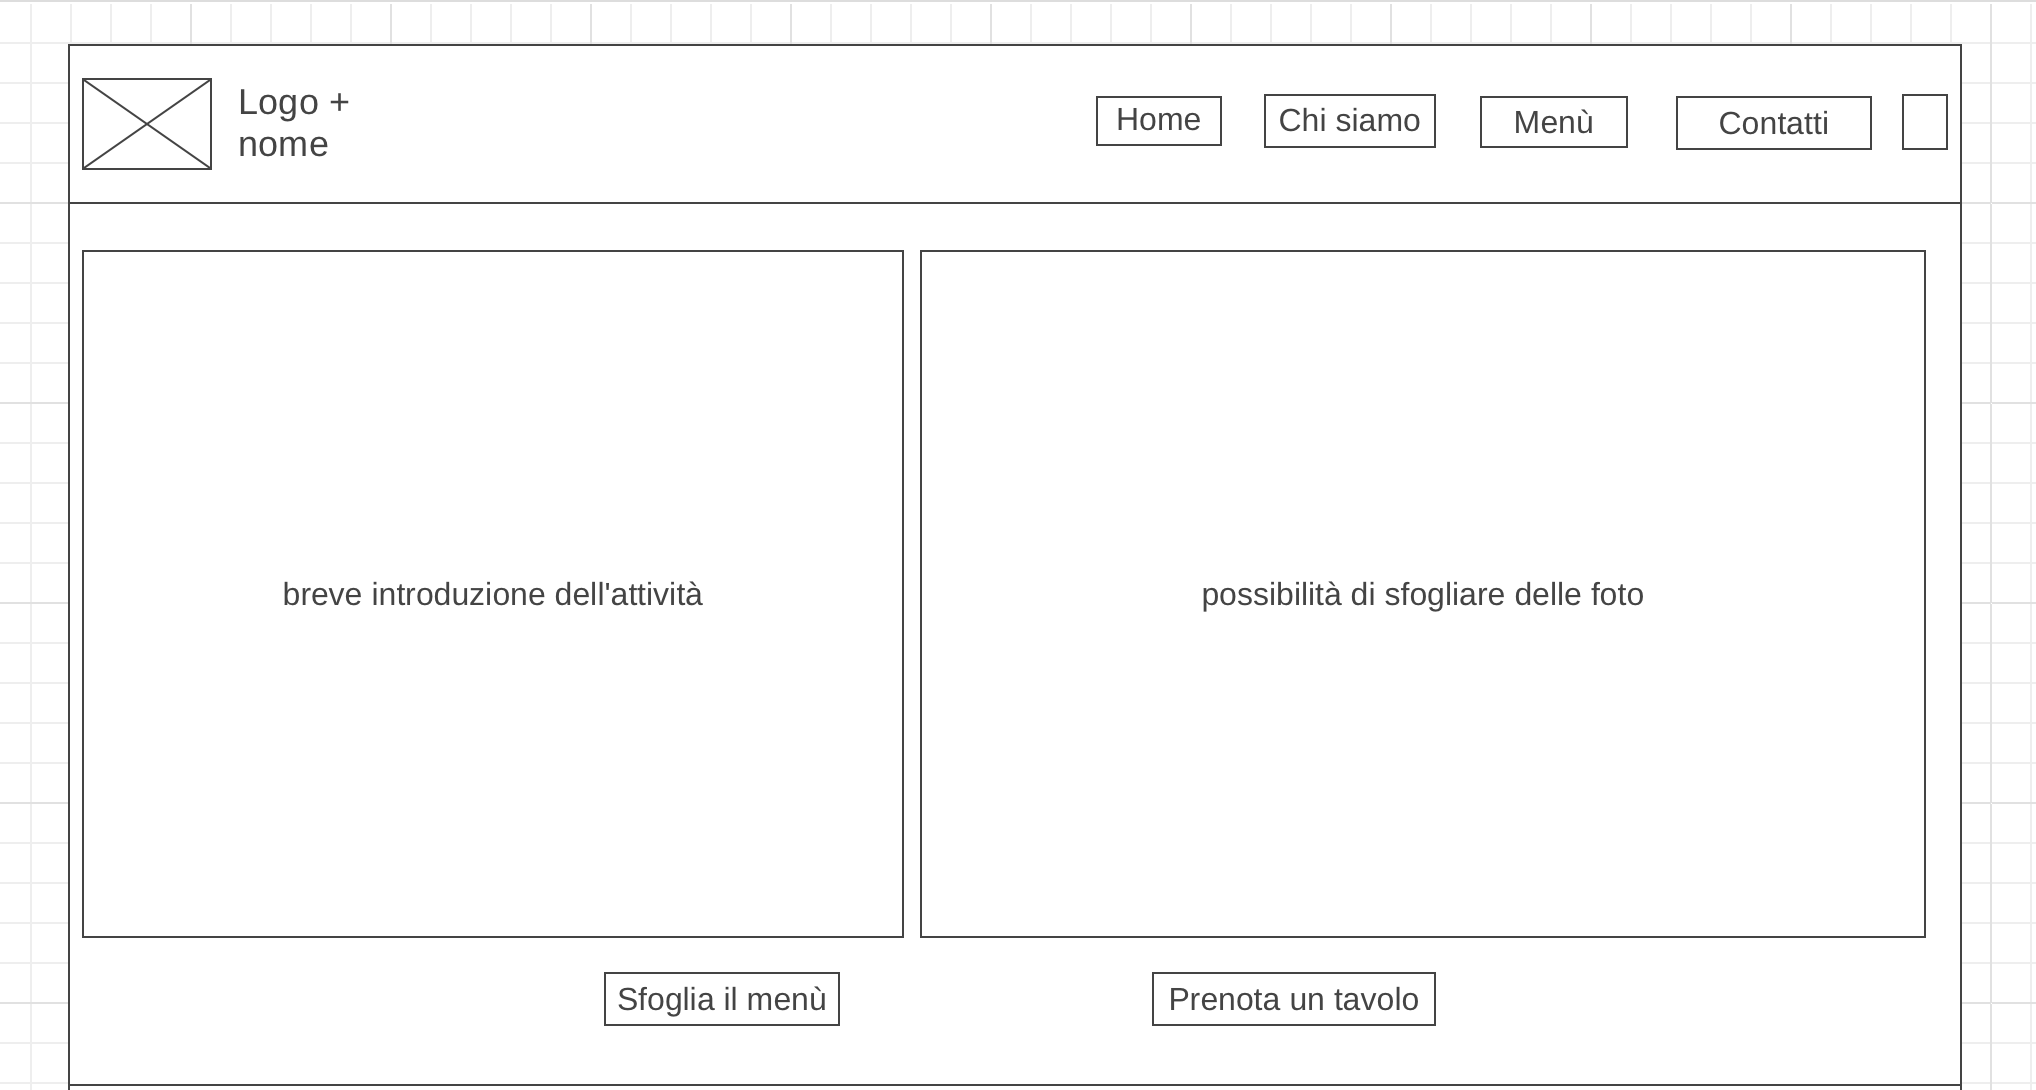 Logo +
nome
Home
Chi siamo
Menù
Contatti
breve introduzione dell'attività
possibilità di sfogliare delle foto
Sfoglia il menù
Prenota un tavolo